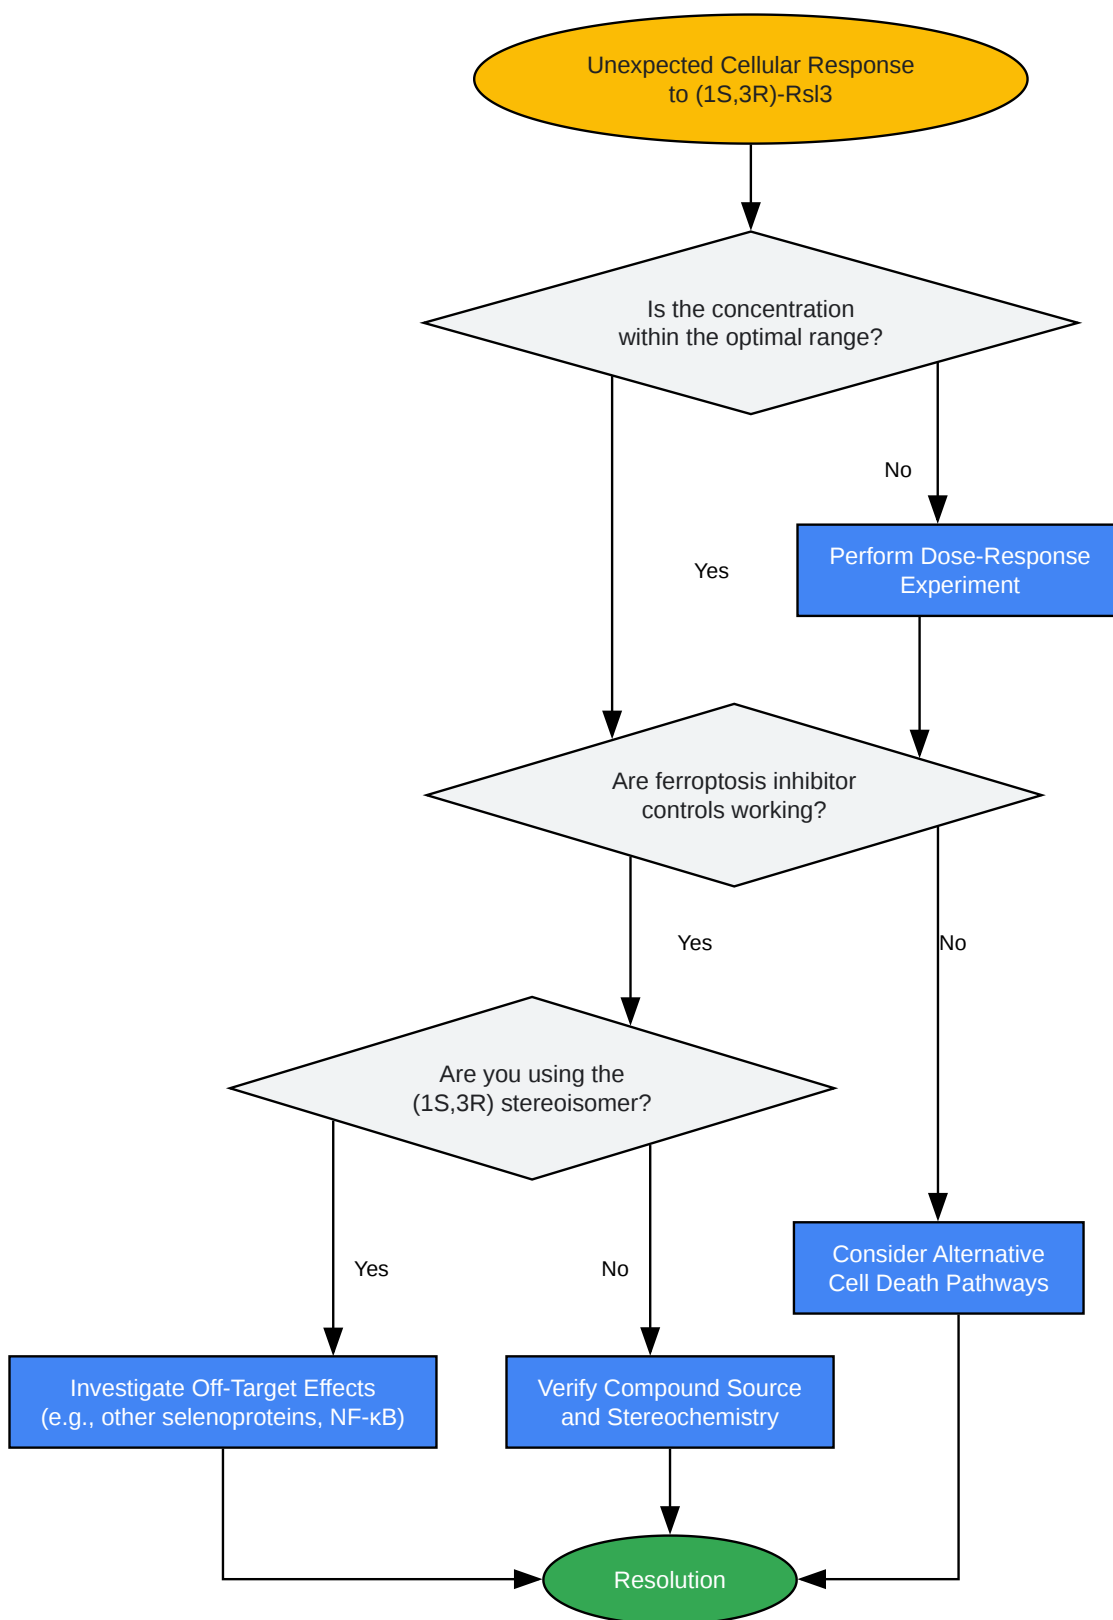 Unexpected Cellular Response
to (1S,3R)-Rsl3
Is the concentration
within the optimal range?
No
Yes
Perform Dose-Response
Experiment
Are ferroptosis inhibitor
controls working?
Yes
No
Are you using the
(1S,3R) stereoisomer?
Consider Alternative
Cell Death Pathways
Yes
No
Investigate Off-Target Effects
(e.g., other selenoproteins, NF-κB)
Verify Compound Source
and Stereochemistry
Resolution